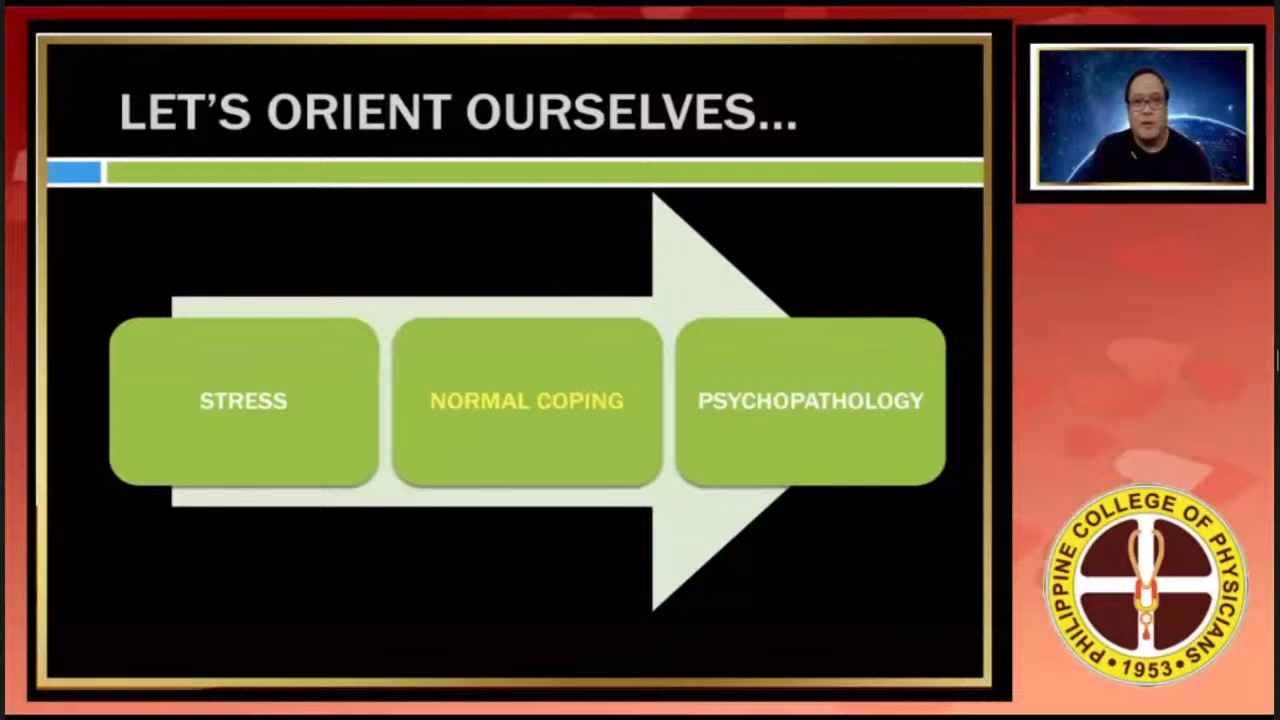 LET'S ORIENT OURSELVES...
STRESS
NORMAL COPING
PSYCHOPATHOLOGY
PHILIPPINE COLLEGE OF PHYSICIANS
• 1953 •